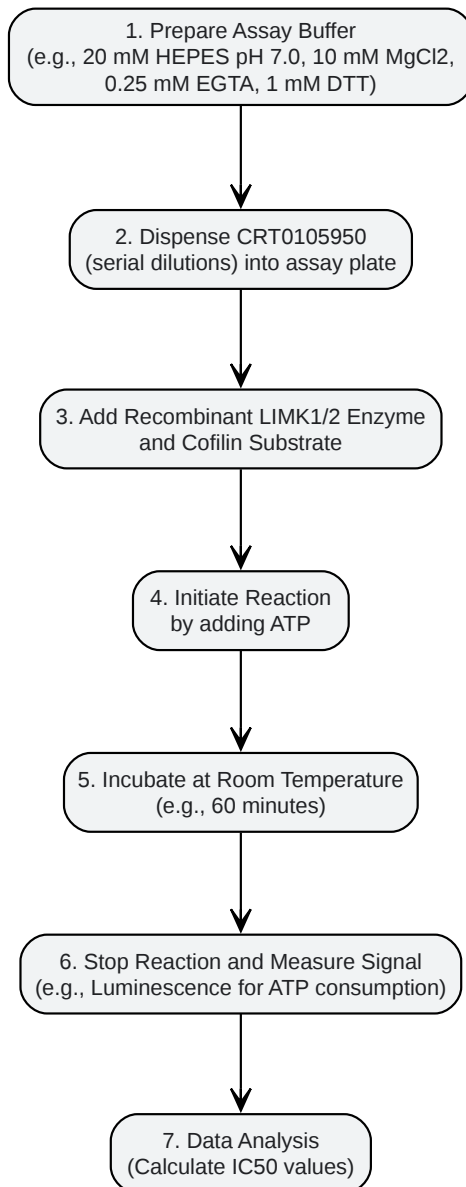 1. Prepare Assay Buffer
(e.g., 20 mM HEPES pH 7.0, 10 mM MgCl2,
0.25 mM EGTA, 1 mM DTT)
2. Dispense CRT0105950
(serial dilutions) into assay plate
3. Add Recombinant LIMK1/2 Enzyme
and Cofilin Substrate
4. Initiate Reaction
by adding ATP
5. Incubate at Room Temperature
(e.g., 60 minutes)
6. Stop Reaction and Measure Signal
(e.g., Luminescence for ATP consumption)
7. Data Analysis
(Calculate IC50 values)